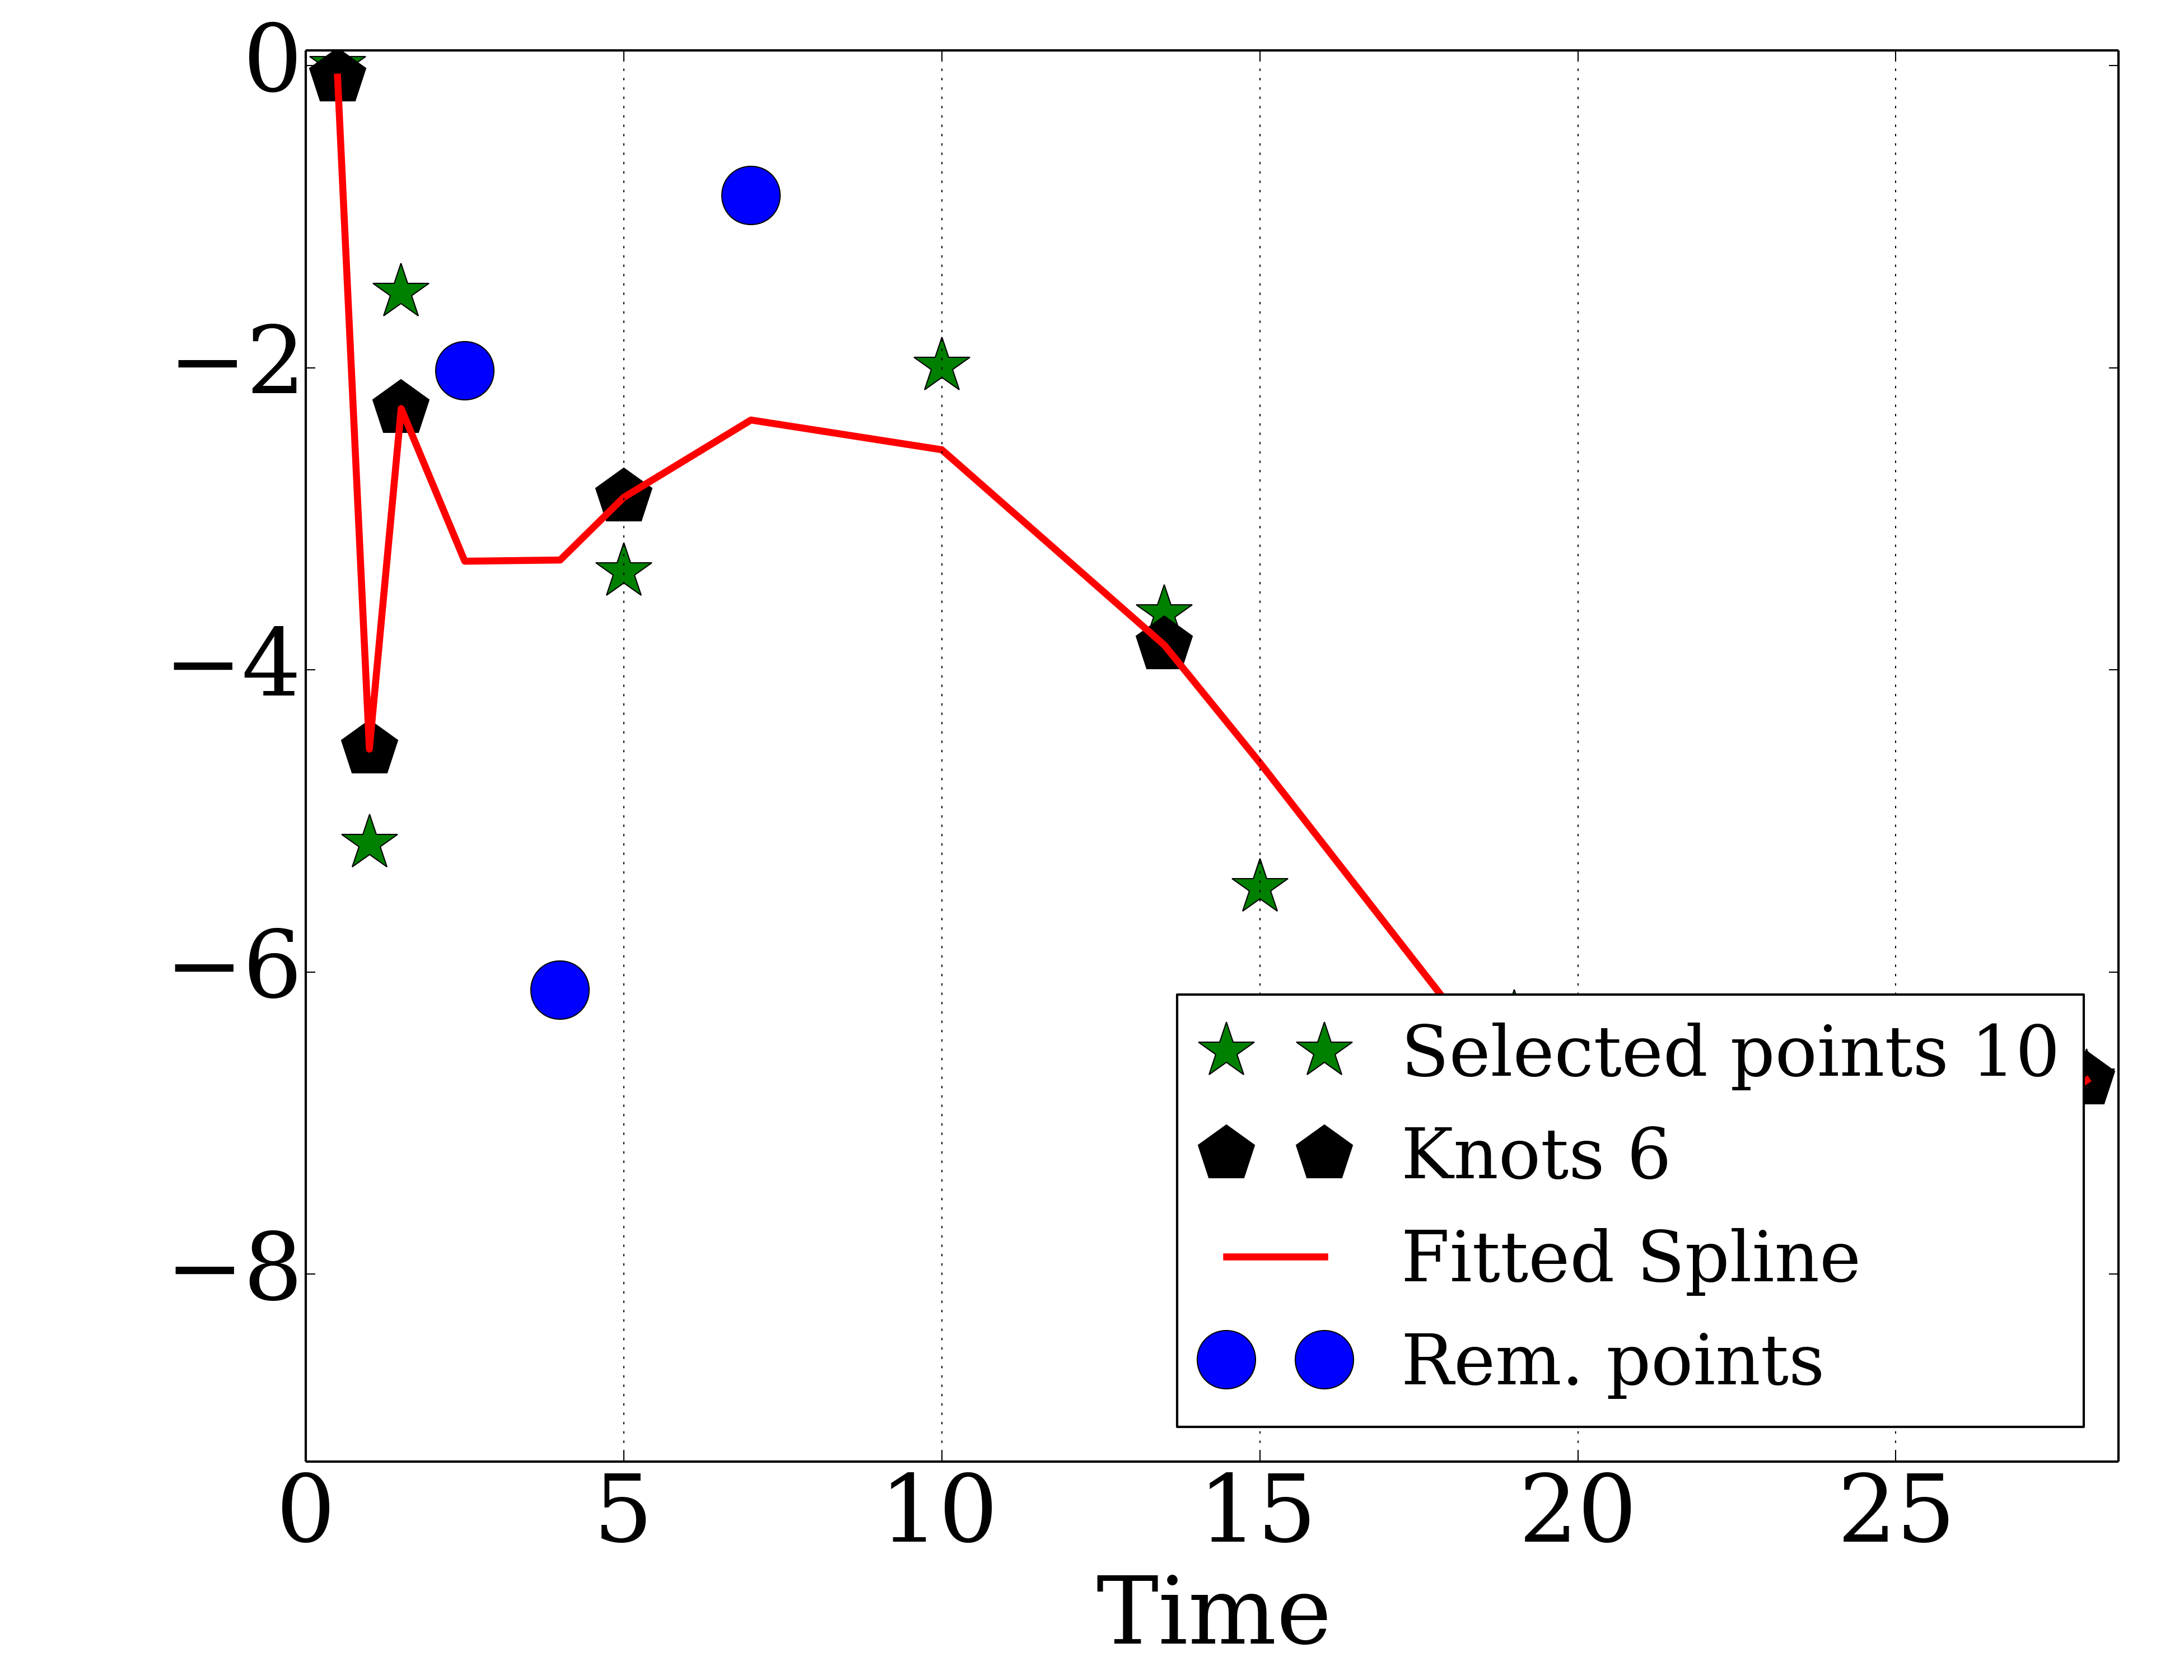 0
−2
−4
−6
−8
Selected points 10
Knots 6
Fitted Spline
Rem. points
0 5 10 15 20 25
Time